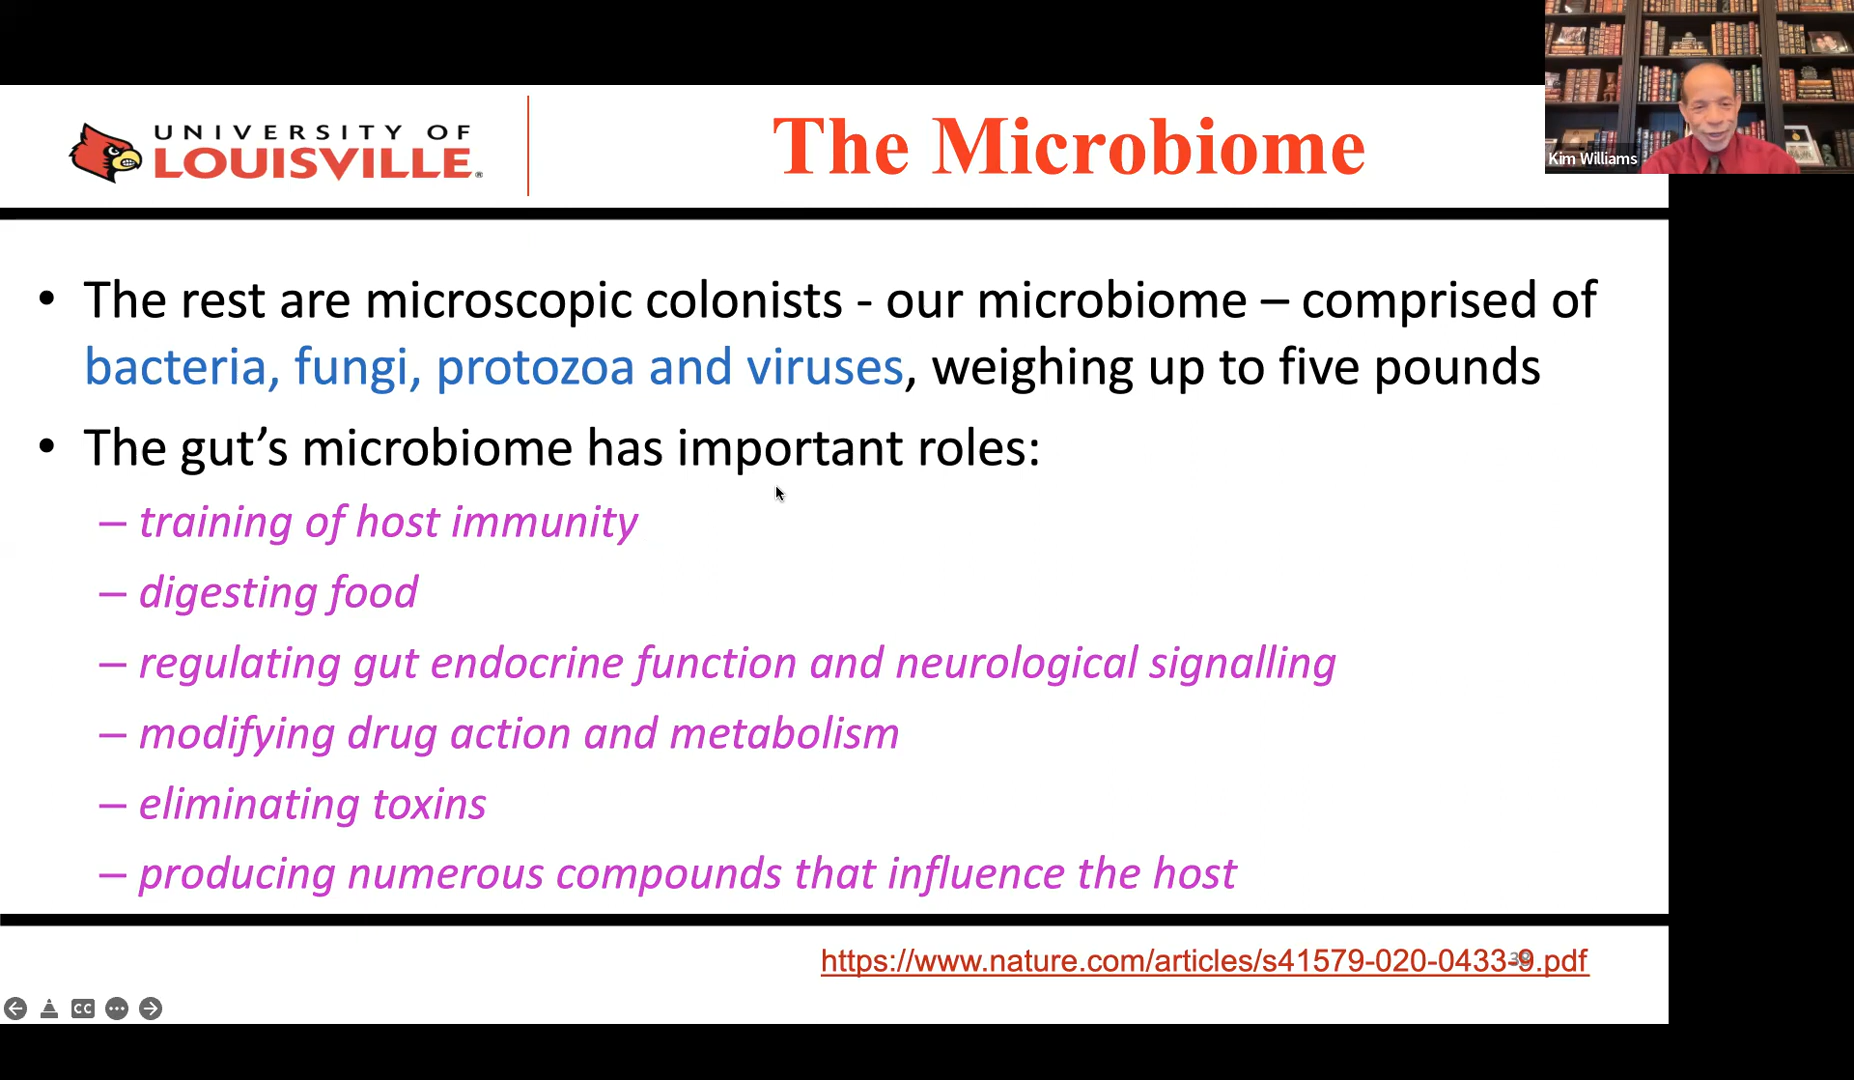 UNIVERSITY OF
LOUISVILLE®
The Microbiome
Kim Williams
• The rest are microscopic colonists - our microbiome – comprised of
bacteria, fungi, protozoa and viruses, weighing up to five pounds
• The gut’s microbiome has important roles:
– training of host immunity
– digesting food
– regulating gut endocrine function and neurological signalling
– modifying drug action and metabolism
– eliminating toxins
– producing numerous compounds that influence the host
https://www.nature.com/articles/s41579-020-0433-9.pdf
CC